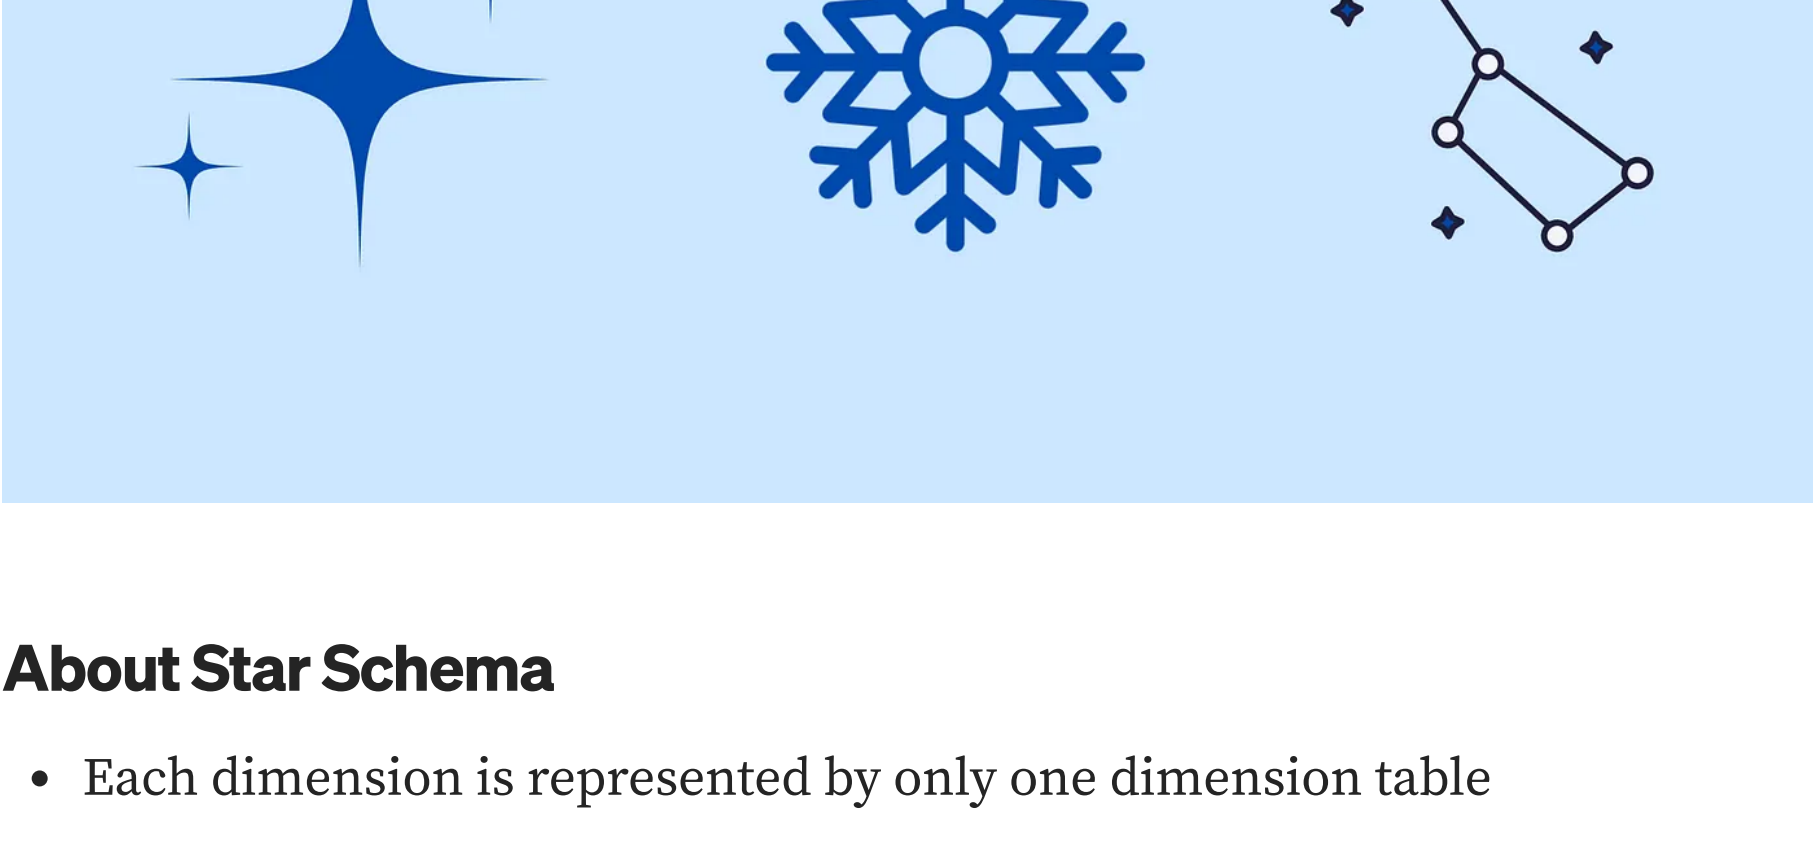 About Star Schema
• Each dimension is represented by only one dimension table